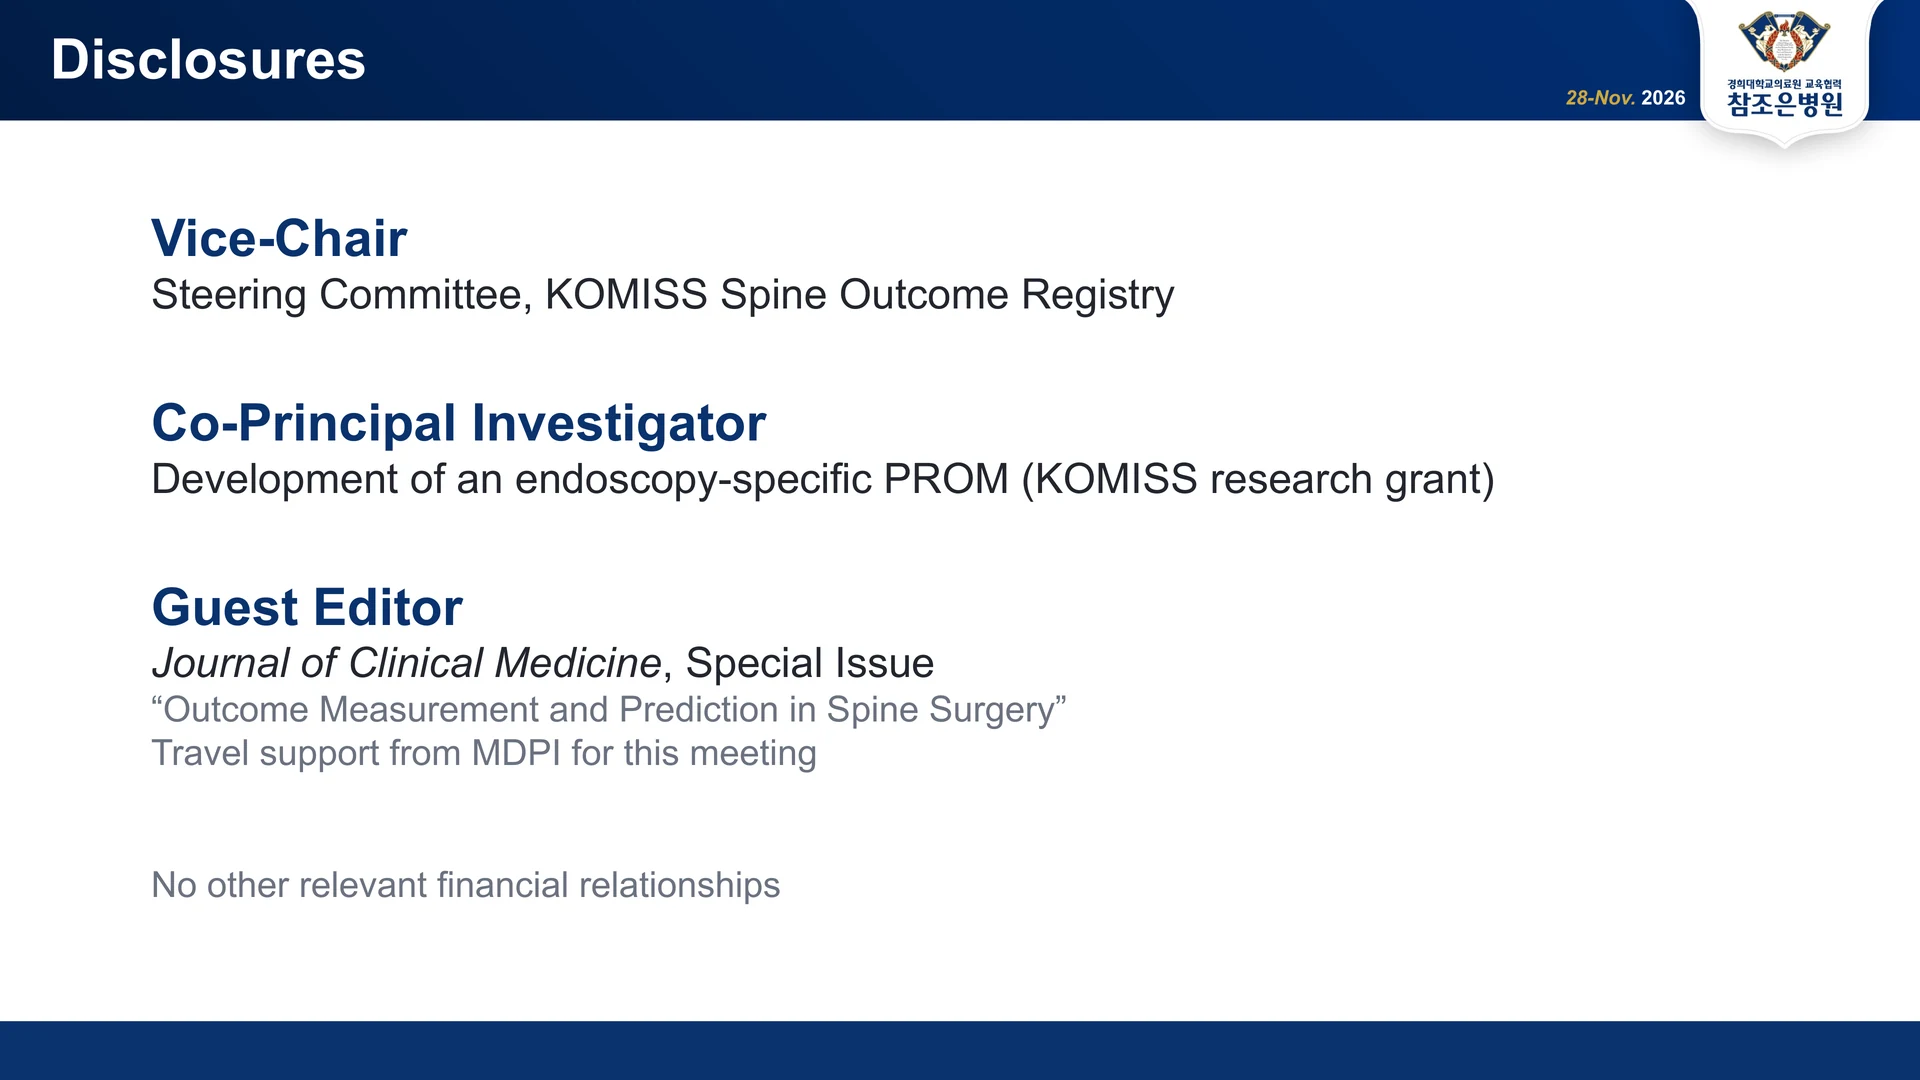 Disclosures
28-Nov. 2026
경희대학교의료원 교육협력
참조은병원
Vice-Chair
Steering Committee, KOMISS Spine Outcome Registry
Co-Principal Investigator
Development of an endoscopy-specific PROM (KOMISS research grant)
Guest Editor
Journal of Clinical Medicine, Special Issue
“Outcome Measurement and Prediction in Spine Surgery”
Travel support from MDPI for this meeting
No other relevant financial relationships